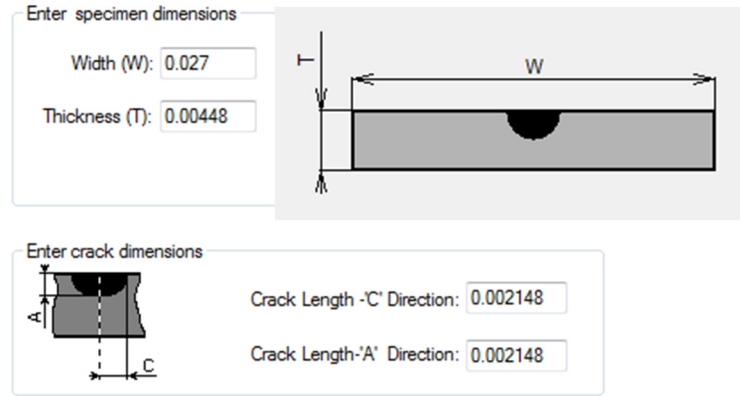 Enter specimen dimensions
Width (W): 0.027
Thickness (T): 0.00448
T
W
Enter crack dimensions
A
C
Crack Length -'C' Direction: 0.002148
Crack Length-'A' Direction: 0.002148